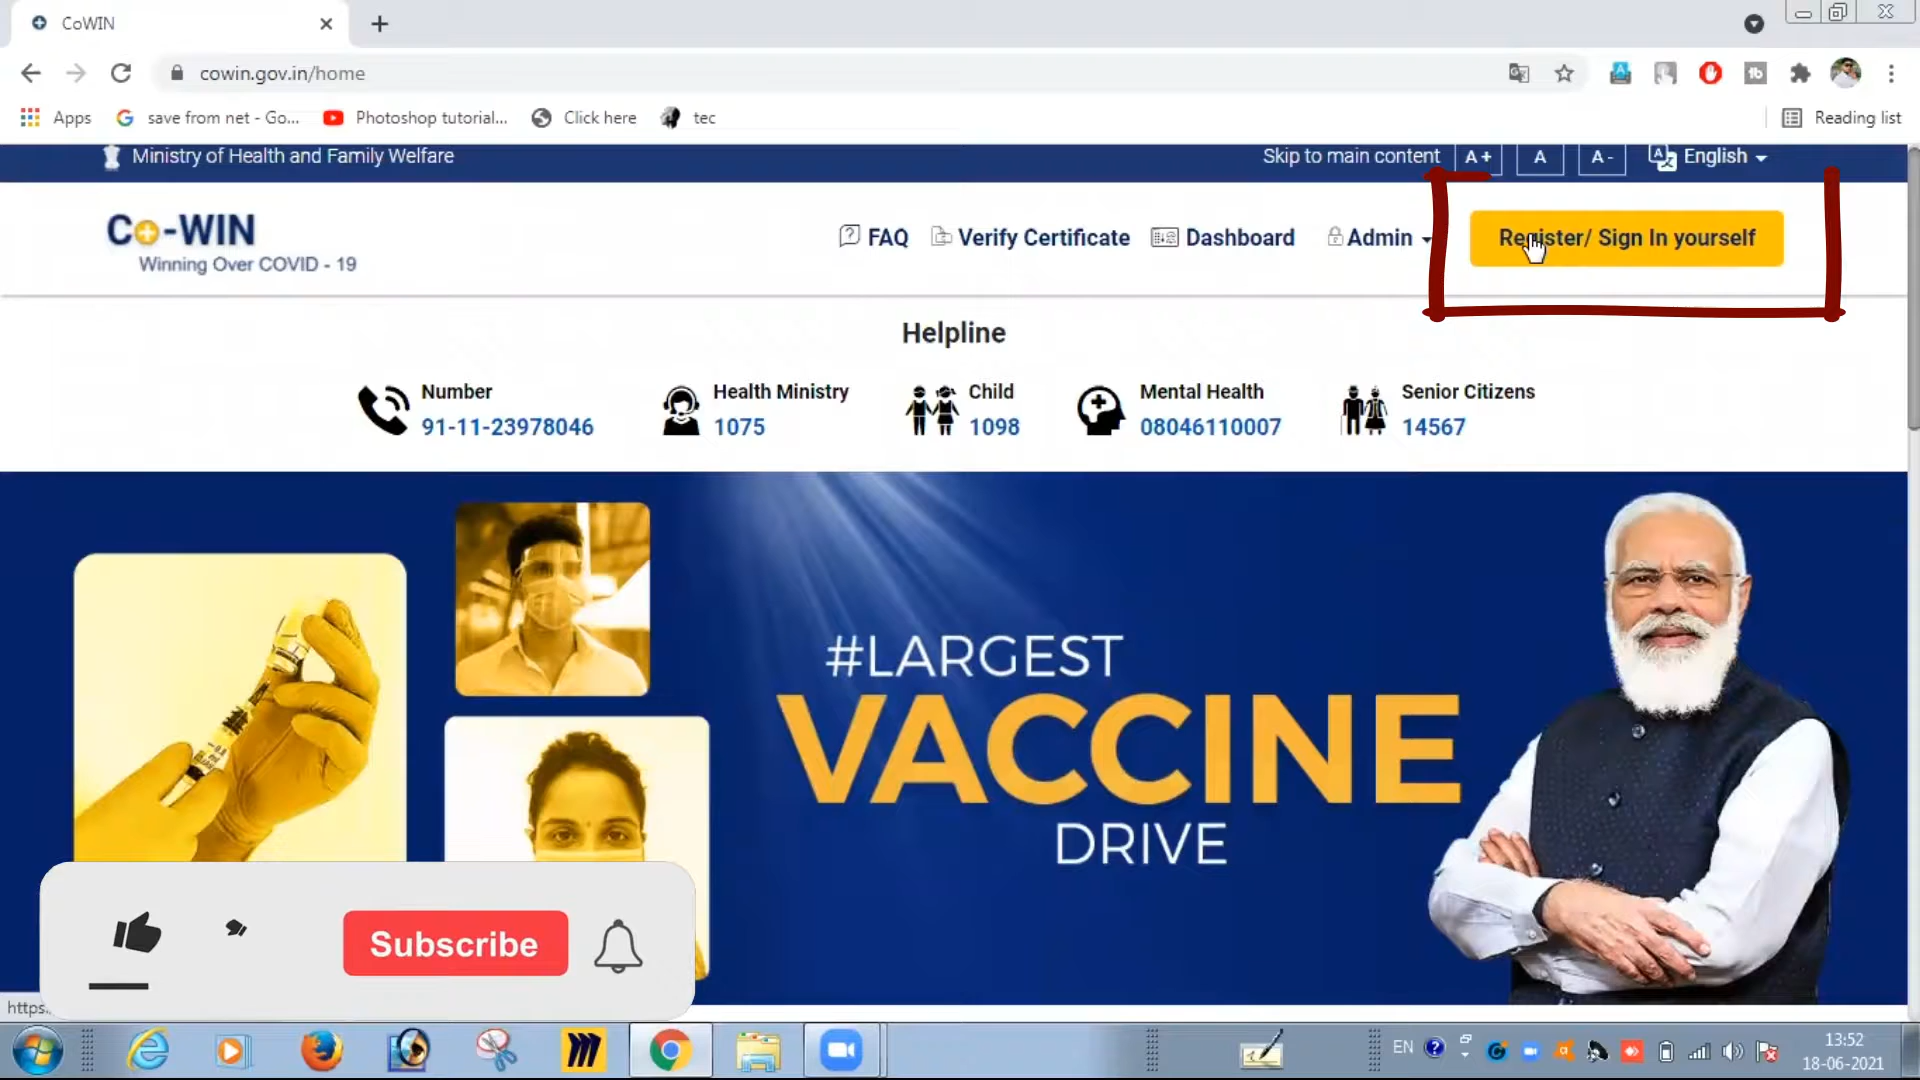 CoWIN
cowin.gov.in/home
Apps
save from net - Go...
Photoshop tutorial...
Click here
tec
Reading list
Ministry of Health and Family Welfare
Skip to main content
A+
A
A-
English
Co-WIN
Winning Over COVID - 19
FAQ
Verify Certificate
Dashboard
Admin
Register/ Sign In yourself
Helpline
Number
91-11-23978046
Health Ministry
1075
Child
1098
Mental Health
08046110007
Senior Citizens
14567
#LARGEST
VACCINE
DRIVE
Subscribe
https:
EN
13:52
18-06-2021